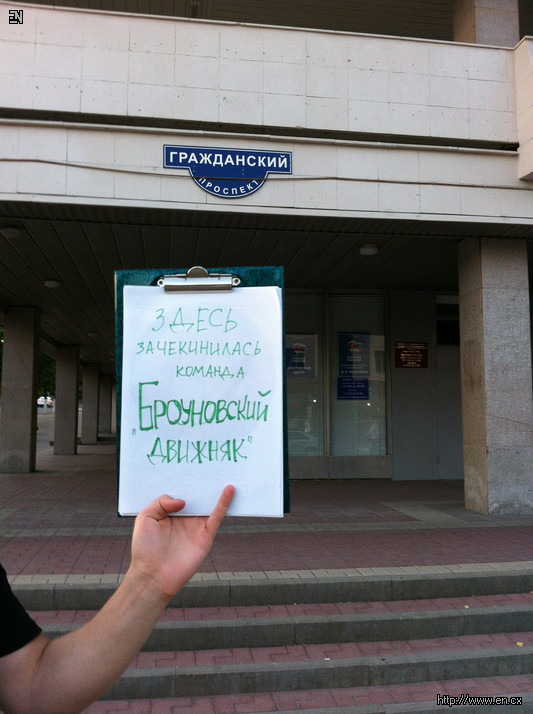 EN
ГРАЖДАНСКИЙ
ПРОСПЕКТ
ЗДЕСЬ
ЗАЧЕКИНИЛАСЬ
КОМАНДА
"БРОУНОВСКИЙ
ДВИЖНЯК"
http://www.en.cx